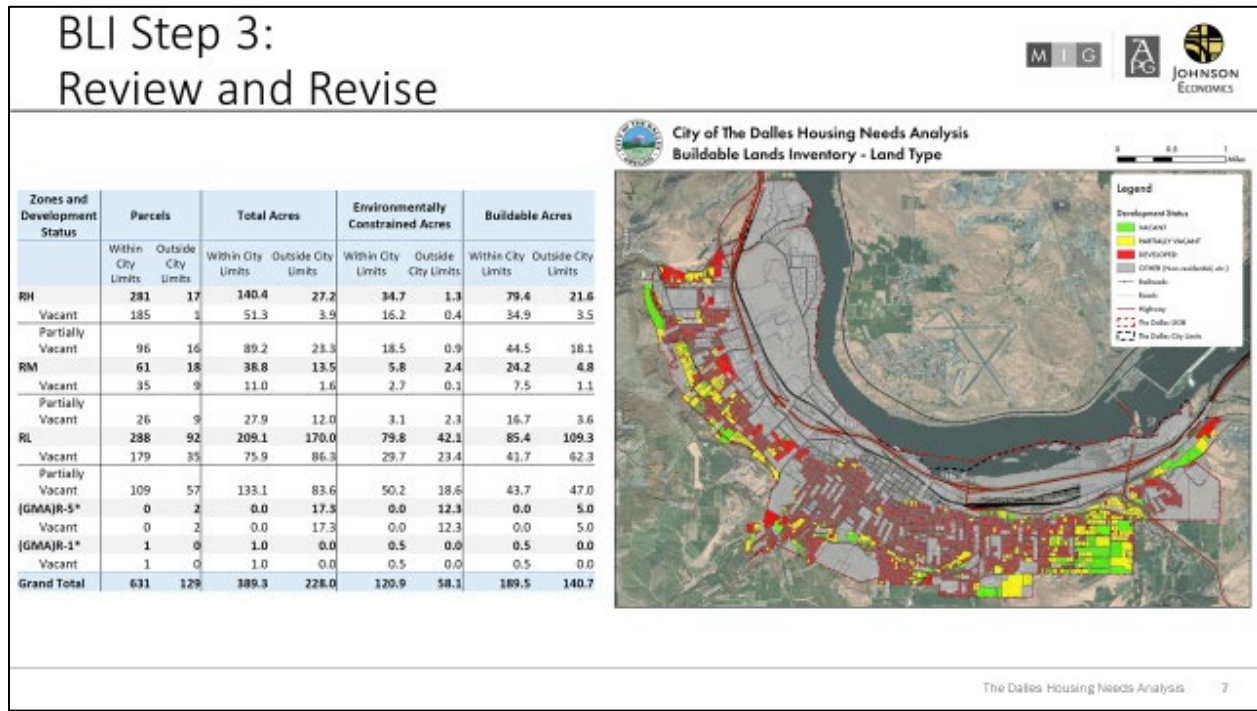 BLI Step 3:
Review and Revise
M I G
APG
JOHNSON
ECONOMICS
Zones and
Development
Status
Parcels
Total Acres
Environmentally
Constrained Acres
Buildable Acres
Within City Limits Outside City Limits Within City Limits Outside City Limits Within City Limits Outside City Limits Within City Limits Outside City Limits
RH 281 17 140.4 27.2 34.7 1.3 79.4 21.6
Vacant 185 1 51.3 3.9 16.2 0.4 34.9 3.5
Partially
Vacant 96 16 89.2 23.3 18.5 0.9 44.5 18.1
RM 61 18 38.8 13.5 5.8 2.4 24.2 4.8
Vacant 35 9 11.0 1.6 2.7 0.1 7.5 1.1
Partially
Vacant 26 9 27.9 12.0 3.1 2.3 16.7 3.6
RL 288 92 209.1 170.0 79.8 42.1 85.4 109.3
Vacant 179 35 75.9 86.3 29.7 23.4 41.7 62.3
Partially
Vacant 109 57 133.1 83.6 50.2 18.6 43.7 47.0
(GMA)R-5* 0 2 0.0 17.3 0.0 12.3 0.0 5.0
Vacant 0 2 0.0 17.3 0.0 12.3 0.0 5.0
(GMA)R-1* 1 0 1.0 0.0 0.5 0.0 0.5 0.0
Vacant 1 0 1.0 0.0 0.5 0.0 0.5 0.0
Grand Total 631 129 389.3 228.0 120.9 58.1 189.5 140.7
City of The Dalles Housing Needs Analysis
Buildable Lands Inventory - Land Type
0 0.5 1
Miles
Legend
Development Status
VACANT
PARTIALLY VACANT
DEVELOPED
OTHER (Non-residential, etc.)
Railroads
Roads
Highway
The Dalles UGB
The Dalles City Limits
The Dalles Housing Needs Analysis 7